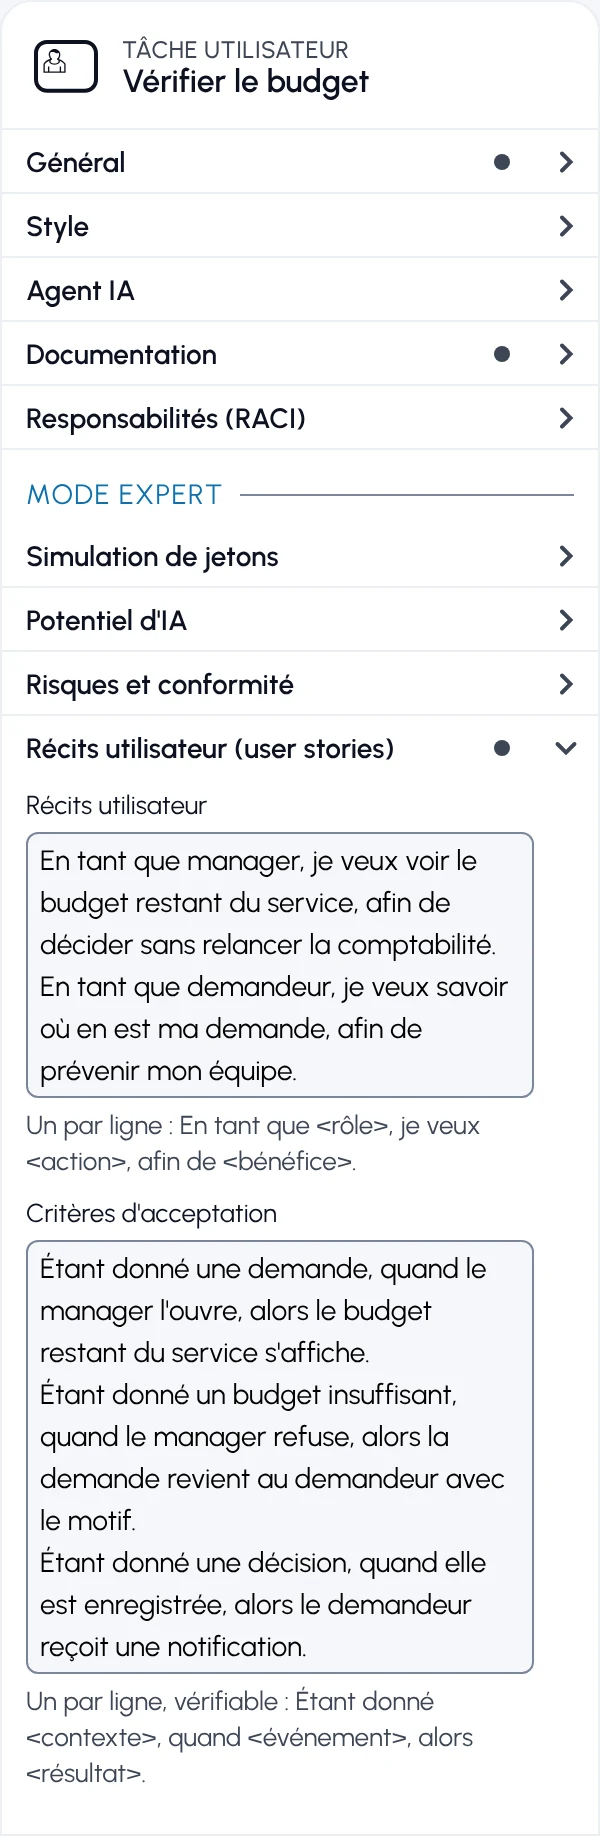 TÂCHE UTILISATEUR
Vérifier le budget
Général
Style
Agent IA
Documentation
Responsabilités (RACI)
MODE EXPERT
Simulation de jetons
Potentiel d'IA
Risques et conformité
Récits utilisateur (user stories)
Récits utilisateur
En tant que manager, je veux voir le
budget restant du service, afin de
décider sans relancer la comptabilité.
En tant que demandeur, je veux savoir
où en est ma demande, afin de
prévenir mon équipe.
Un par ligne : En tant que <rôle>, je veux
<action>, afin de <bénéfice>.
Critères d'acceptation
Étant donné une demande, quand le
manager l'ouvre, alors le budget
restant du service s'affiche.
Étant donné un budget insuffisant,
quand le manager refuse, alors la
demande revient au demandeur avec
le motif.
Étant donné une décision, quand elle
est enregistrée, alors le demandeur
reçoit une notification.
Un par ligne, vérifiable : Étant donné
<contexte>, quand <événement>, alors
<résultat>.